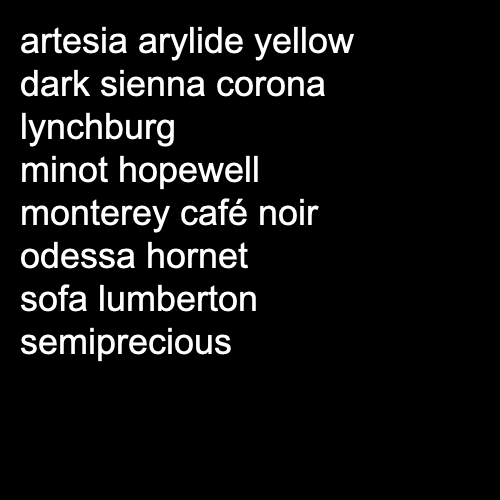 artesia arylide yellow
dark sienna corona
lynchburg
minot hopewell
monterey café noir
odessa hornet
sofa lumberton
semiprecious